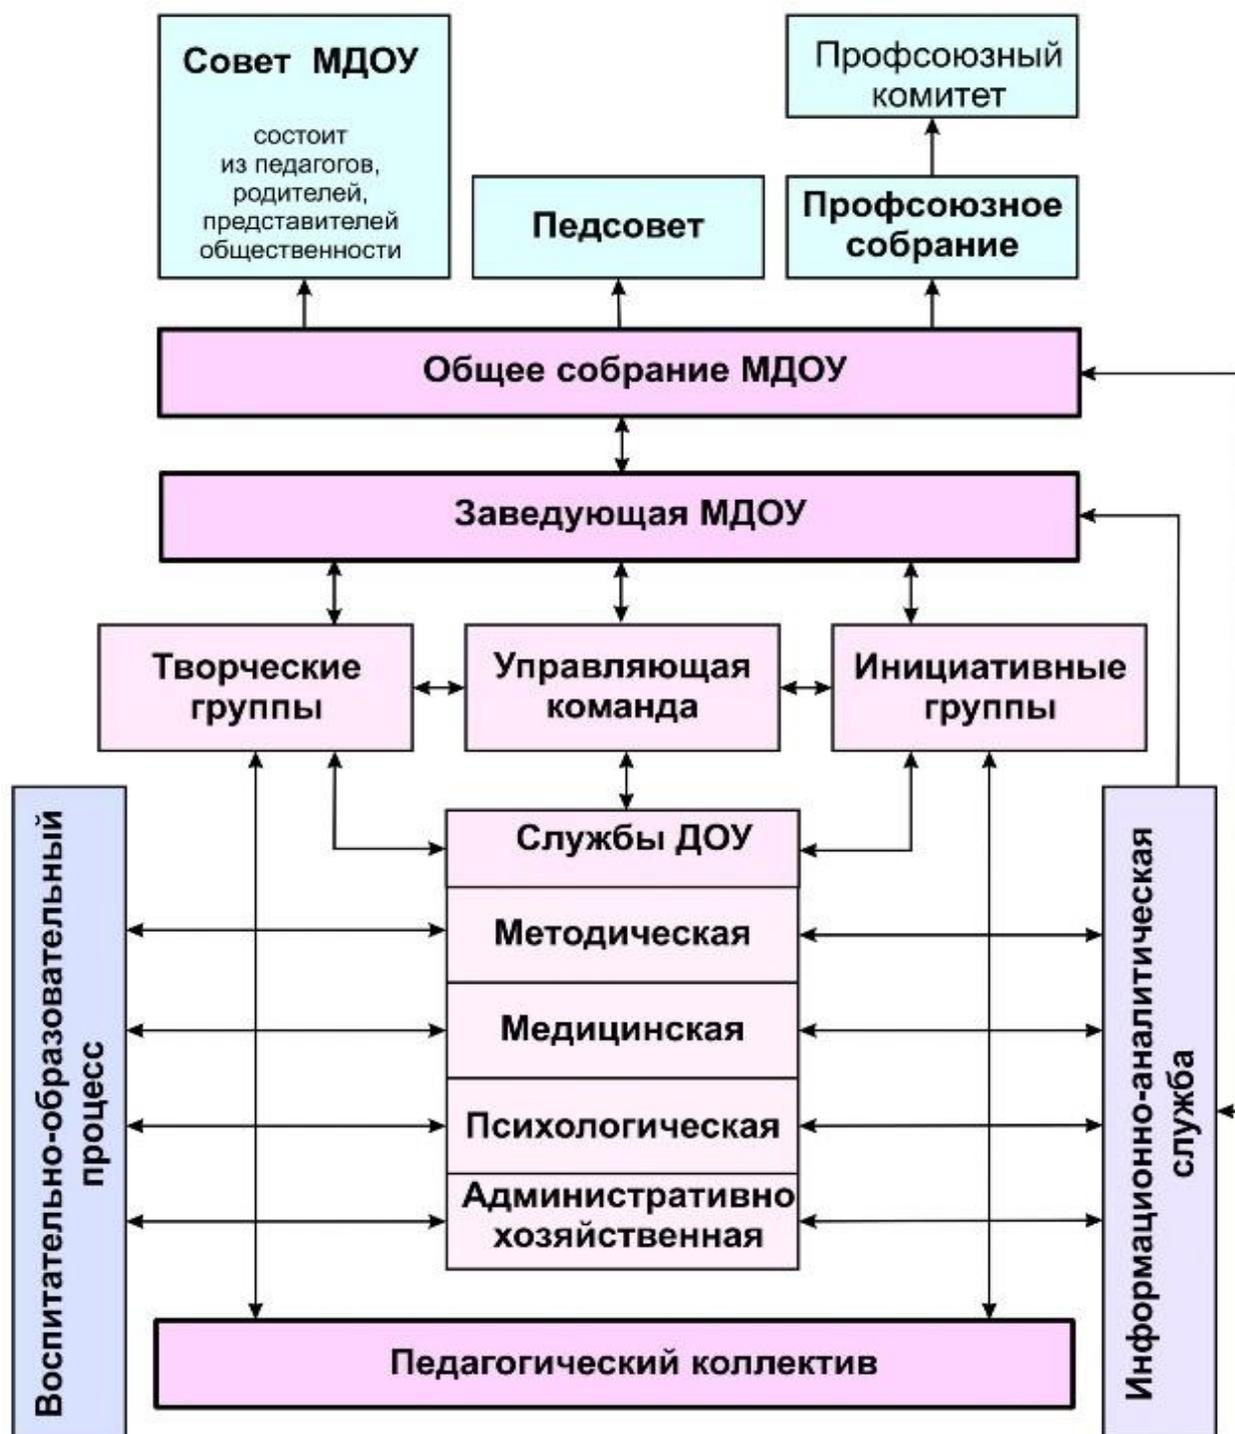 Совет МДОУ
состоит
из педагогов,
родителей,
представителей
общественности
Профсоюзный
комитет
Педсовет
Профсоюзное
собрание
Общее собрание МДОУ
Заведующая МДОУ
Творческие
группы
Управляющая
команда
Инициативные
группы
Воспитательно-образовательный
процесс
Службы ДОУ
Методическая
Медицинская
Психологическая
Административно
хозяйственная
Информационно-аналитическая
служба
Педагогический коллектив